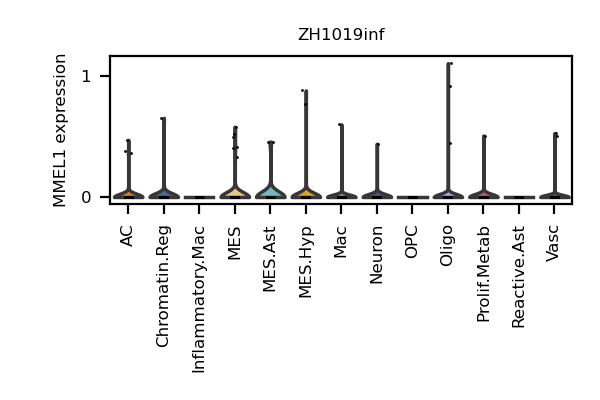 ZH1019inf
MMEL1 expression
1
0
AC
Chromatin.Reg
Inflammatory.Mac
MES
MES.Ast
MES.Hyp
Mac
Neuron
OPC
Oligo
Prolif.Metab
Reactive.Ast
Vasc